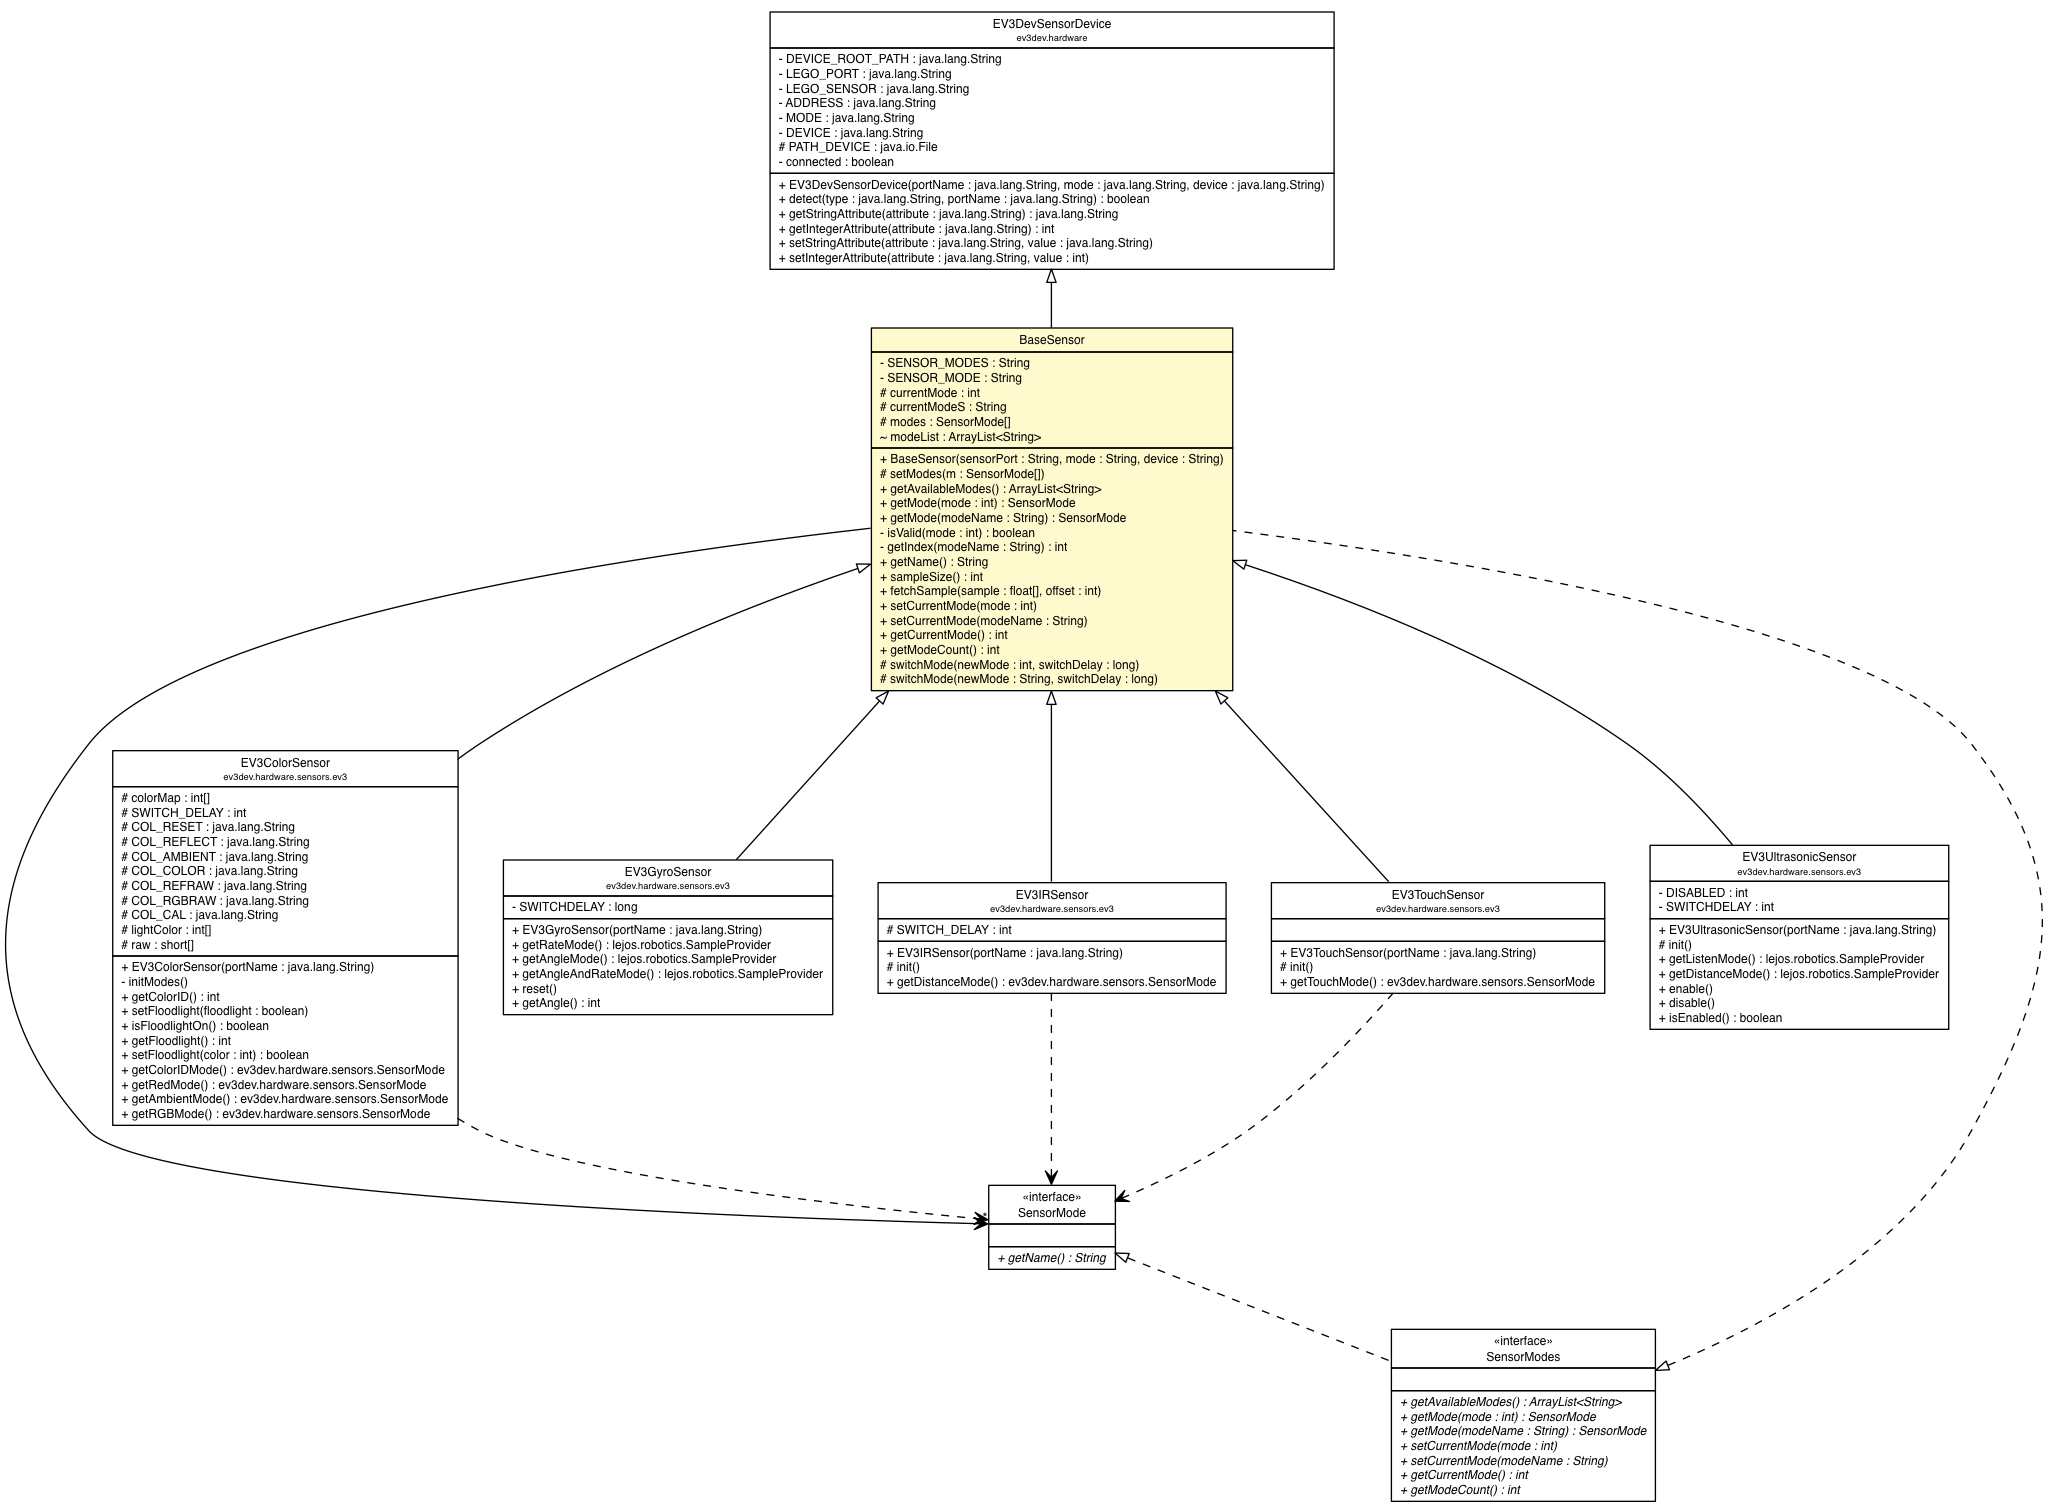 EV3DevSensorDevice
ev3dev.hardware
- DEVICE_ROOT_PATH : java.lang.String
- LEGO_PORT : java.lang.String
- LEGO_SENSOR : java.lang.String
- ADDRESS : java.lang.String
- MODE : java.lang.String
- DEVICE : java.lang.String
# PATH_DEVICE : java.io.File
- connected : boolean
+ EV3DevSensorDevice(portName : java.lang.String, mode : java.lang.String, device : java.lang.String)
+ detect(type : java.lang.String, portName : java.lang.String) : boolean
+ getStringAttribute(attribute : java.lang.String) : java.lang.String
+ getIntegerAttribute(attribute : java.lang.String) : int
+ setStringAttribute(attribute : java.lang.String, value : java.lang.String)
+ setIntegerAttribute(attribute : java.lang.String, value : int)
BaseSensor
- SENSOR_MODES : String
- SENSOR_MODE : String
# currentMode : int
# currentModeS : String
# modes : SensorMode[]
~ modeList : ArrayList<String>
+ BaseSensor(sensorPort : String, mode : String, device : String)
# setModes(m : SensorMode[])
+ getAvailableModes() : ArrayList<String>
+ getMode(mode : int) : SensorMode
+ getMode(modeName : String) : SensorMode
- isValid(mode : int) : boolean
- getIndex(modeName : String) : int
+ getName() : String
+ sampleSize() : int
+ fetchSample(sample : float[], offset : int)
+ setCurrentMode(mode : int)
+ setCurrentMode(modeName : String)
+ getCurrentMode() : int
+ getModeCount() : int
# switchMode(newMode : int, switchDelay : long)
# switchMode(newMode : String, switchDelay : long)
EV3ColorSensor
ev3dev.hardware.sensors.ev3
# colorMap : int[]
# SWITCH_DELAY : int
# COL_RESET : java.lang.String
# COL_REFLECT : java.lang.String
# COL_AMBIENT : java.lang.String
# COL_COLOR : java.lang.String
# COL_REFRAW : java.lang.String
# COL_RGBRAW : java.lang.String
# COL_CAL : java.lang.String
# lightColor : int[]
# raw : short[]
+ EV3ColorSensor(portName : java.lang.String)
- initModes()
+ getColorID() : int
+ setFloodlight(floodlight : boolean)
+ isFloodlightOn() : boolean
+ getFloodlight() : int
+ setFloodlight(color : int) : boolean
+ getColorIDMode() : ev3dev.hardware.sensors.SensorMode
+ getRedMode() : ev3dev.hardware.sensors.SensorMode
+ getAmbientMode() : ev3dev.hardware.sensors.SensorMode
+ getRGBMode() : ev3dev.hardware.sensors.SensorMode
EV3GyroSensor
ev3dev.hardware.sensors.ev3
- SWITCHDELAY : long
+ EV3GyroSensor(portName : java.lang.String)
+ getRateMode() : lejos.robotics.SampleProvider
+ getAngleMode() : lejos.robotics.SampleProvider
+ getAngleAndRateMode() : lejos.robotics.SampleProvider
+ reset()
+ getAngle() : int
EV3IRSensor
ev3dev.hardware.sensors.ev3
# SWITCH_DELAY : int
+ EV3IRSensor(portName : java.lang.String)
# init()
+ getDistanceMode() : ev3dev.hardware.sensors.SensorMode
EV3TouchSensor
ev3dev.hardware.sensors.ev3
+ EV3TouchSensor(portName : java.lang.String)
# init()
+ getTouchMode() : ev3dev.hardware.sensors.SensorMode
EV3UltrasonicSensor
ev3dev.hardware.sensors.ev3
- DISABLED : int
- SWITCHDELAY : int
+ EV3UltrasonicSensor(portName : java.lang.String)
# init()
+ getListenMode() : lejos.robotics.SampleProvider
+ getDistanceMode() : lejos.robotics.SampleProvider
+ enable()
+ disable()
+ isEnabled() : boolean
«interface»
SensorMode
+ getName() : String
«interface»
SensorModes
+ getAvailableModes() : ArrayList<String>
+ getMode(mode : int) : SensorMode
+ getMode(modeName : String) : SensorMode
+ setCurrentMode(mode : int)
+ setCurrentMode(modeName : String)
+ getCurrentMode() : int
+ getModeCount() : int